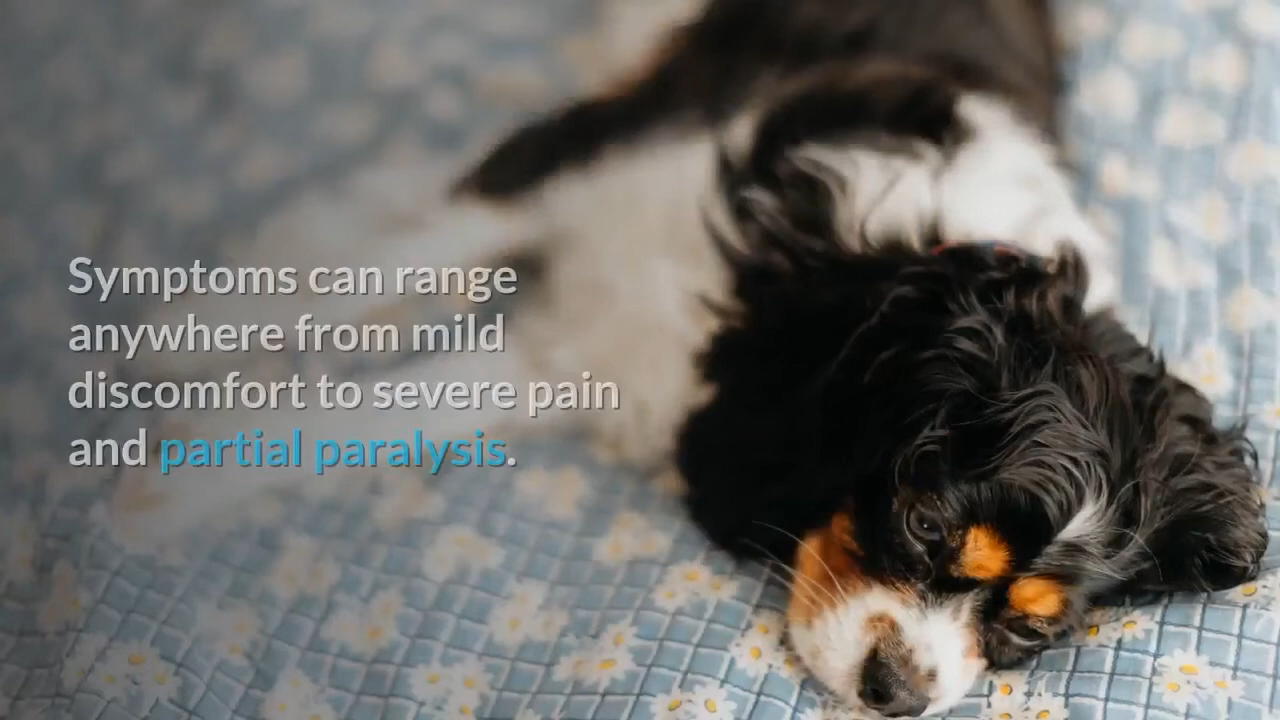 Symptoms can range
anywhere from mild
discomfort to severe pain
and partial paralysis.